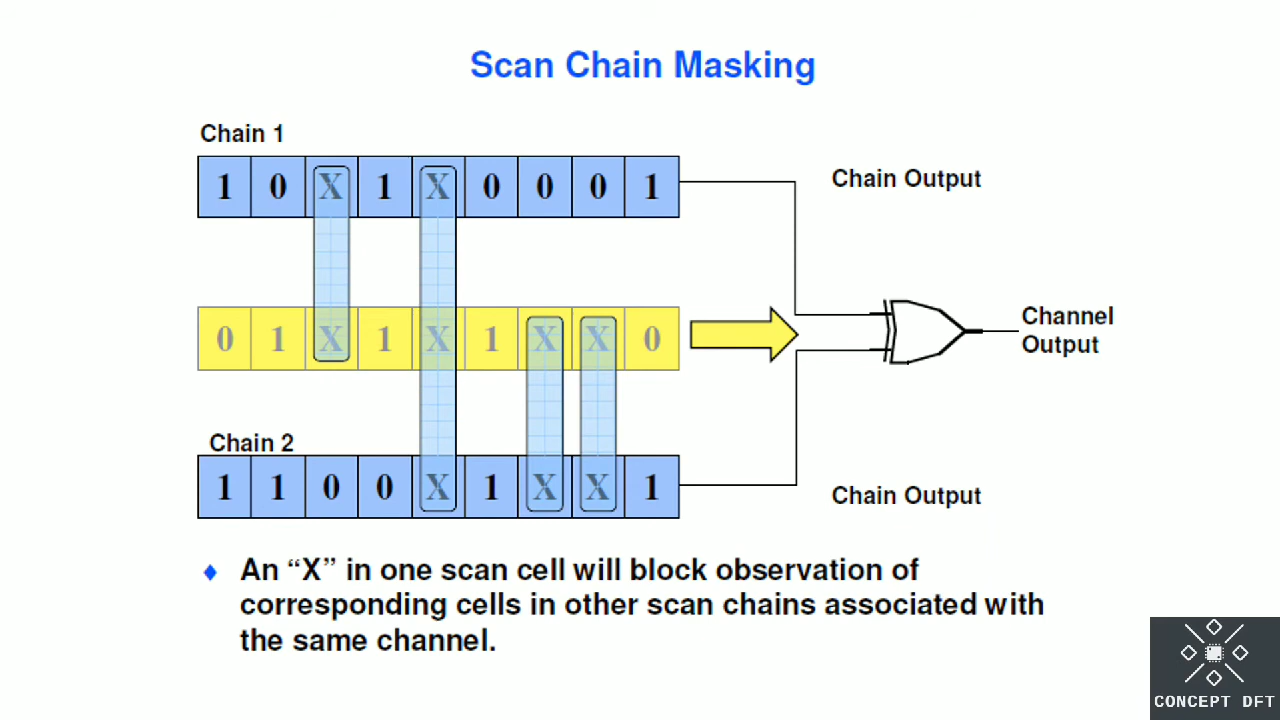 Scan Chain Masking
Chain 1
1 0 X 1 X 0 0 0 1
Chain Output
0 1 X 1 X 1 X X 0
Channel
Output
Chain 2
1 1 0 0 X 1 X X 1
Chain Output
An “X” in one scan cell will block observation of
corresponding cells in other scan chains associated with
the same channel.
CONCEPT DFT